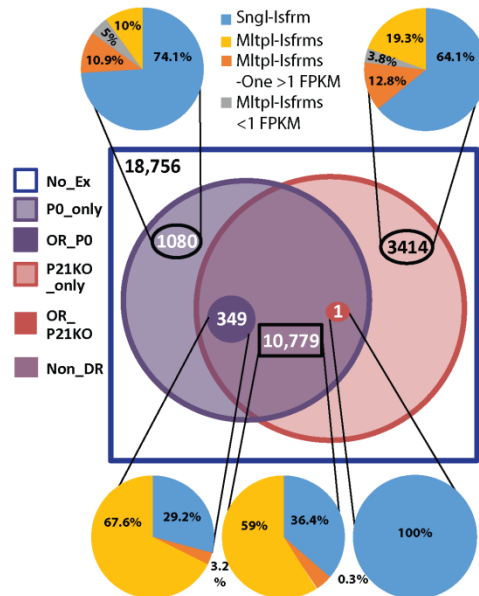 10%
5%
10.9%
74.1%
Sngl-Isfrm
Mltpl-Isfrms
Mltpl-Isfrms
-One >1 FPKM
Mltpl-Isfrms
<1 FPKM
19.3%
3.8%
12.8%
64.1%
18,756
No_Ex
P0_only
OR_P0
P21KO
_only
OR_
P21KO
Non_DR
1080
3414
349
1
10,779
67.6%
29.2%
3.2
%
59%
36.4%
0.3%
100%